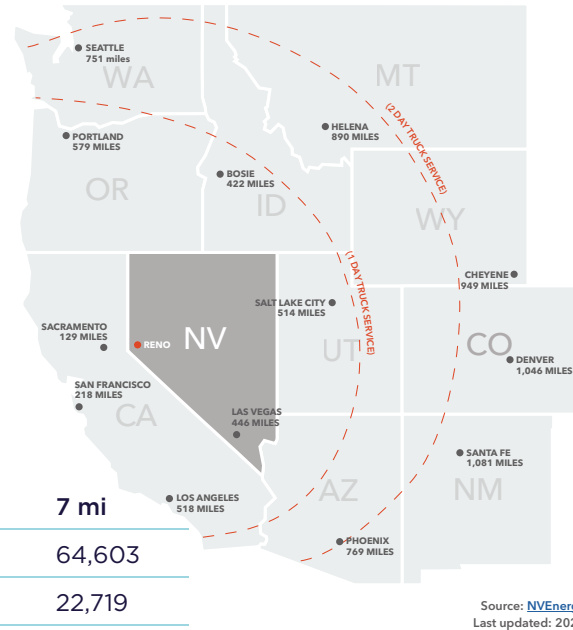 SEATTLE
751 miles
WA
MT
(2 DAY TRUCK SERVICE)
HELENA
890 MILES
PORTLAND
579 MILES
OR
BOSIE
422 MILES
ID
WY
(1 DAY TRUCK SERVICE)
CHEYENE
949 MILES
SALT LAKE CITY
514 MILES
SACRAMENTO
129 MILES
RENO
NV
UT
CO
DENVER
1,046 MILES
SAN FRANCISCO
218 MILES
CA
LAS VEGAS
446 MILES
SANTA FE
1,081 MILES
AZ
NM
LOS ANGELES
518 MILES
PHOENIX
769 MILES
7 mi
64,603
22,719
Source: NVEner
Last updated: 202